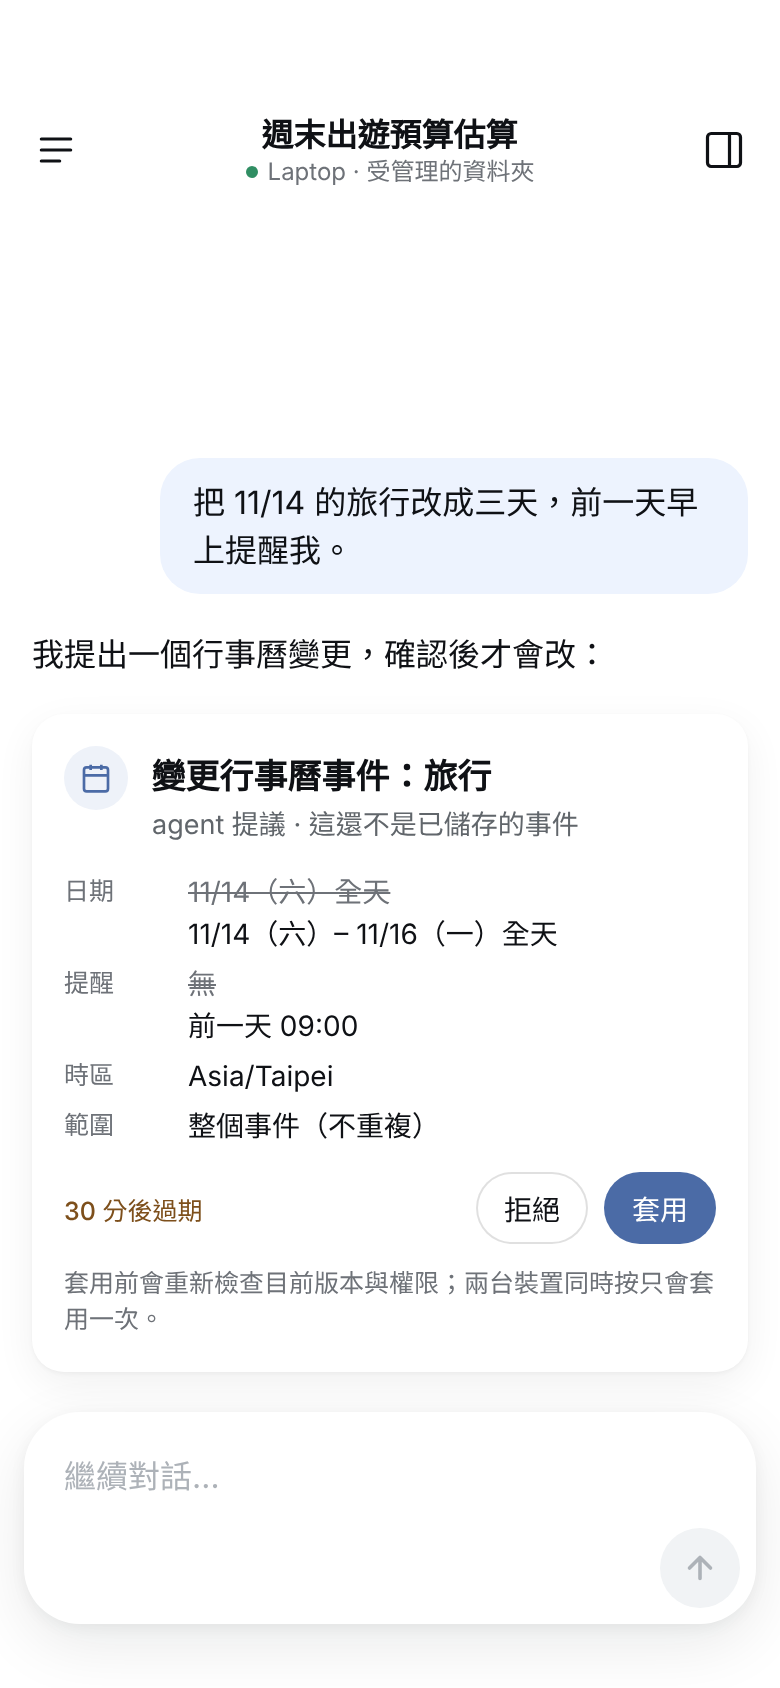 週末出遊預算估算
Laptop · 受管理的資料夾
把 11/14 的旅行改成三天，前一天早
上提醒我。
我提出一個行事曆變更，確認後才會改：
變更行事曆事件：旅行
agent 提議 · 這還不是已儲存的事件
日期
11/14（六）全天
11/14（六）– 11/16（一）全天
提醒
無
前一天 09:00
時區
Asia/Taipei
範圍
整個事件（不重複）
30 分後過期
拒絕
套用
套用前會重新檢查目前版本與權限；兩台裝置同時按只會套
用一次。
繼續對話...